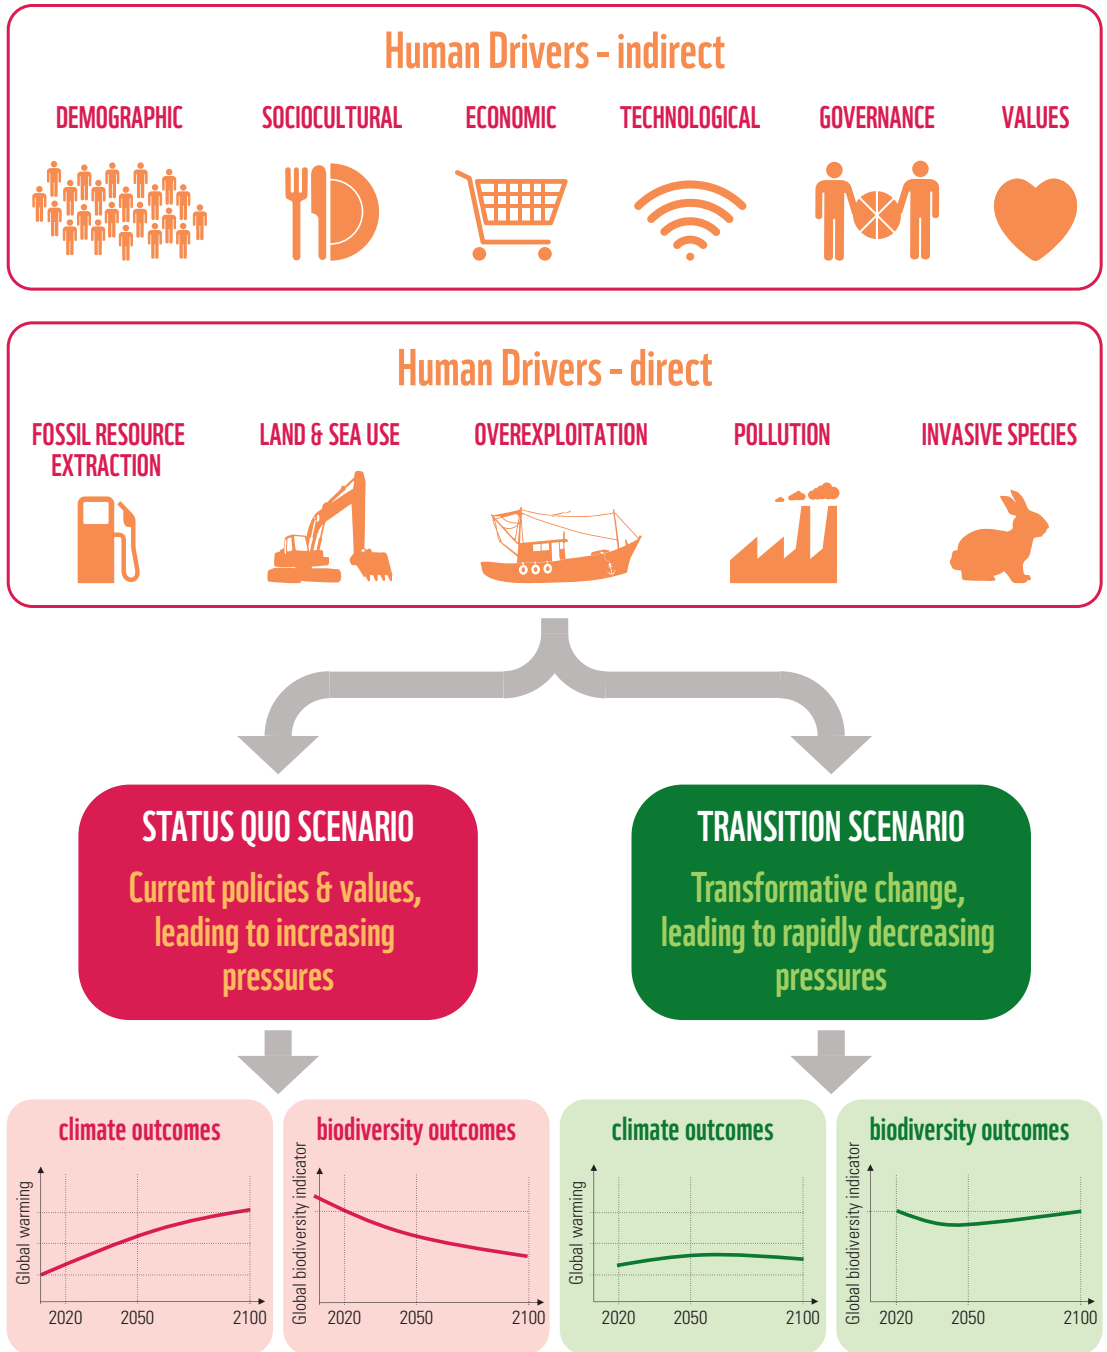 Human Drivers – indirect
DEMOGRAPHIC
SOCIOCULTURAL
ECONOMIC
TECHNOLOGICAL
GOVERNANCE
VALUES
Human Drivers – direct
FOSSIL RESOURCE
EXTRACTION
LAND & SEA USE
OVEREXPLOITATION
POLLUTION
INVASIVE SPECIES
STATUS QUO SCENARIO
Current policies & values,
leading to increasing
pressures
TRANSITION SCENARIO
Transformative change,
leading to rapidly decreasing
pressures
climate outcomes
Global warming
2020 2050 2100
biodiversity outcomes
Global biodiversity indicator
2020 2050 2100
climate outcomes
Global warming
2020 2050 2100
biodiversity outcomes
Global biodiversity indicator
2020 2050 2100